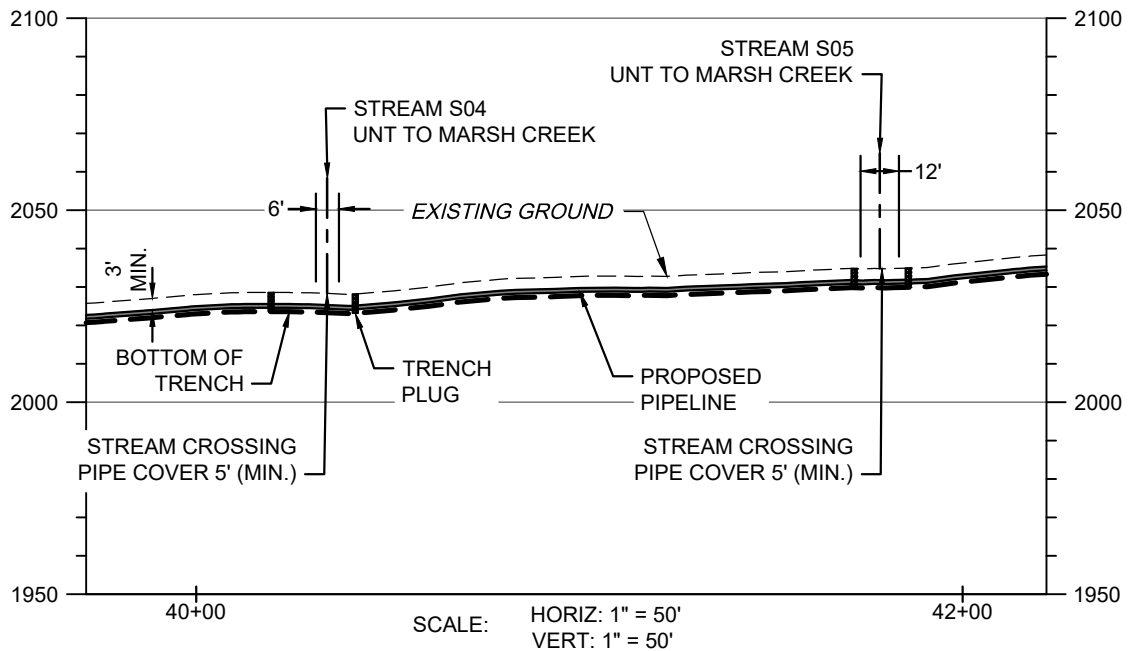 2100
2100
STREAM S05
UNT TO MARSH CREEK
STREAM S04
UNT TO MARSH CREEK
12'
2050
6'
EXISTING GROUND
2050
3'
MIN.
BOTTOM OF
TRENCH
TRENCH
PLUG
PROPOSED
PIPELINE
2000
2000
STREAM CROSSING
PIPE COVER 5' (MIN.)
STREAM CROSSING
PIPE COVER 5' (MIN.)
1950
1950
40+00
42+00
SCALE:
HORIZ: 1" = 50'
VERT: 1" = 50'